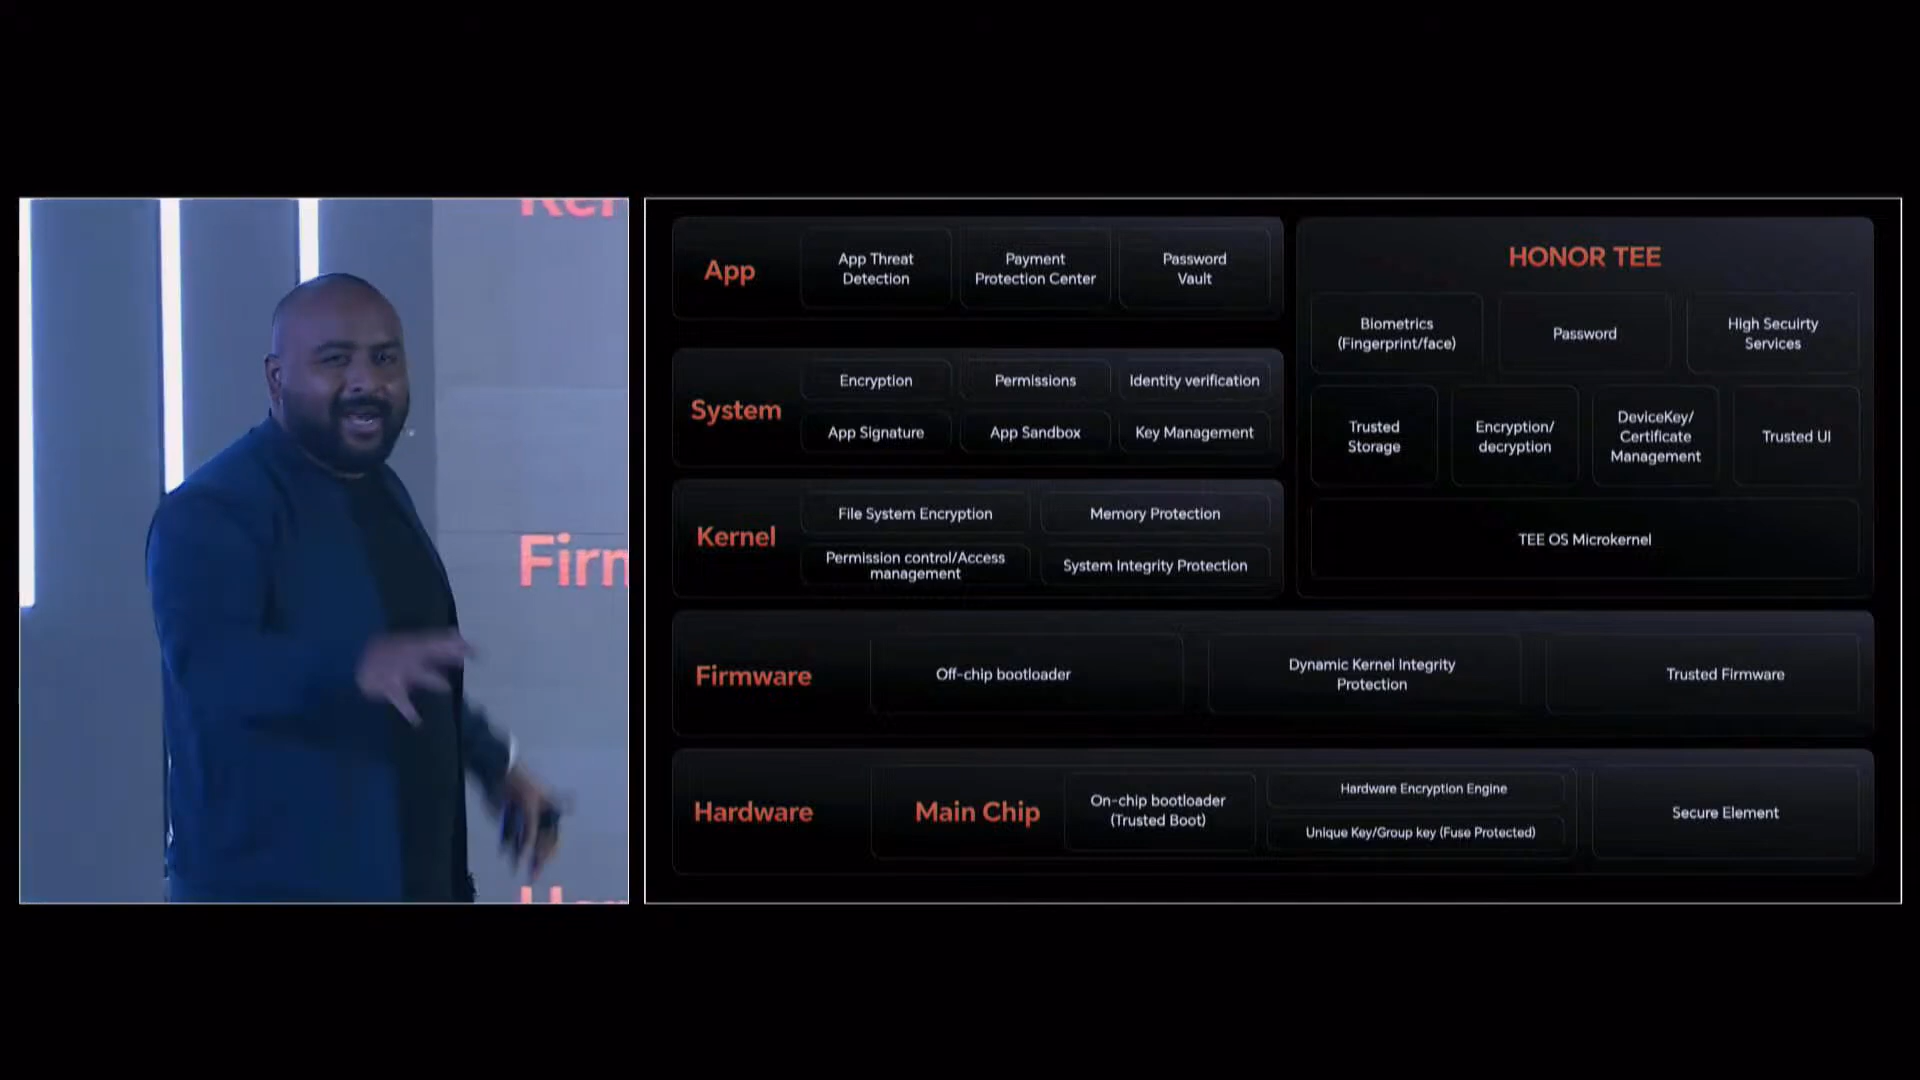 Ker
Firm
App
App Threat
Detection
Payment
Protection Center
Password
Vault
System
Encryption
Permissions
Identity verification
App Signature
App Sandbox
Key Management
Kernel
File System Encryption
Memory Protection
Permission control/Access
management
System Integrity Protection
HONOR TEE
Biometrics
(Fingerprint/face)
Password
High Secuirty
Services
Trusted
Storage
Encryption/
decryption
DeviceKey/
Certificate
Management
Trusted UI
TEE OS Microkernel
Firmware
Off-chip bootloader
Dynamic Kernel Integrity
Protection
Trusted Firmware
Hardware
Main Chip
On-chip bootloader
(Trusted Boot)
Hardware Encryption Engine
Unique Key/Group key (Fuse Protected)
Secure Element